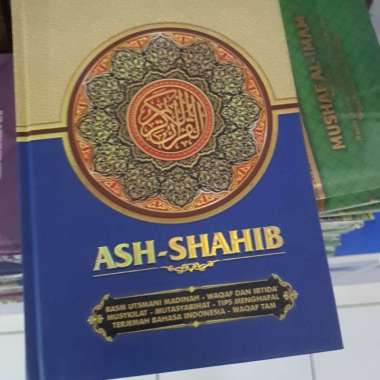 القرآن الكريم
ASH-SHAHIB
RASM UTSMANI MADINAH - WAQAF DAN IBTIDA'
MUSYKILAT - MUTASYABIHAT - TIPS MENGHAFAL
TERJEMAH BAHASA INDONESIA - WAQAF TAM
MUSHAF AL-IMAM